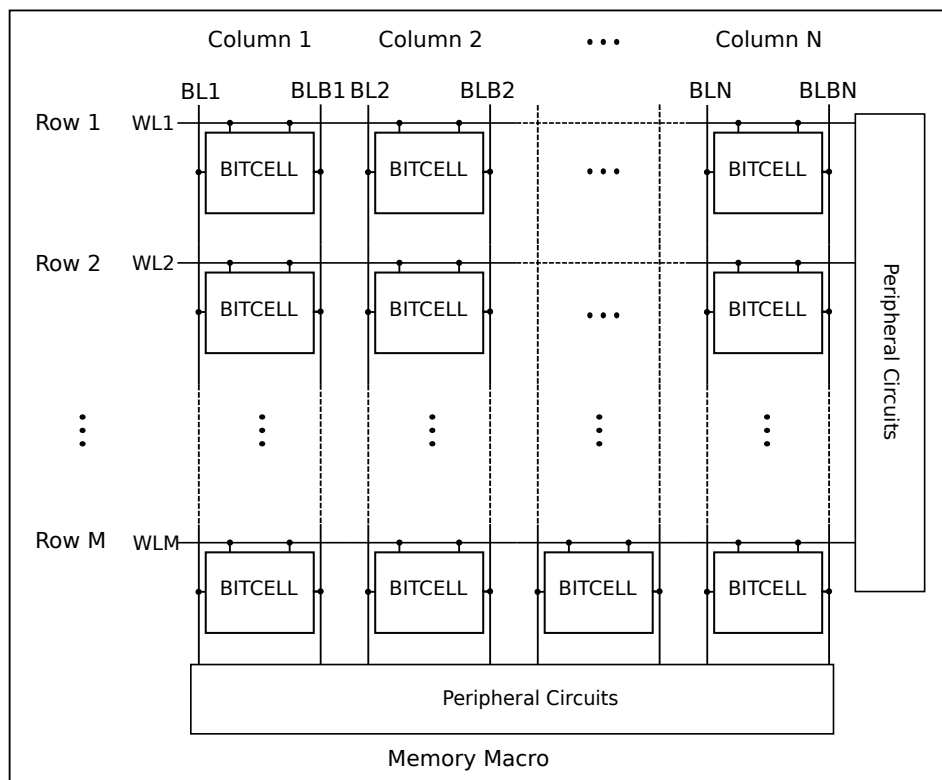 Column 1 Column 2 ... Column N
BL1 BLB1 BL2 BLB2 BLN BLBN
Row 1 WL1
BITCELL BITCELL ... BITCELL
Peripheral Circuits
Row 2 WL2
BITCELL BITCELL ... BITCELL
Row M WLM
BITCELL BITCELL BITCELL BITCELL
Peripheral Circuits
Memory Macro